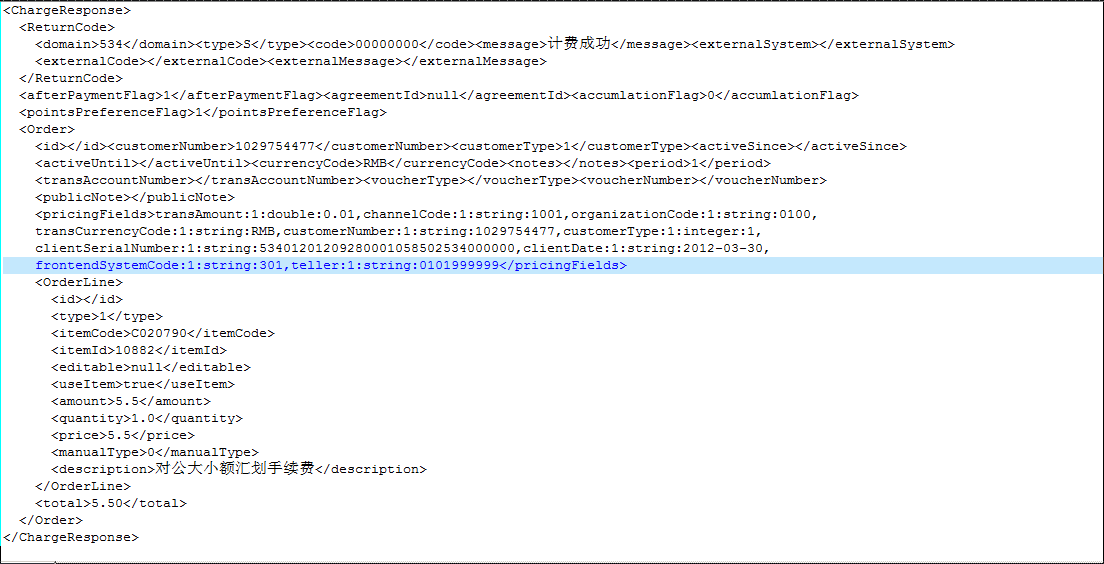 <ChargeResponse>
<ReturnCode>
<domain>534</domain><type>S</type><code>00000000</code><message>计费成功</message><externalSystem></externalSystem>
<externalCode></externalCode><externalMessage></externalMessage>
</ReturnCode>
<afterPaymentFlag>1</afterPaymentFlag><agreementId>null</agreementId><accumlationFlag>0</accumlationFlag>
<pointsPreferenceFlag>1</pointsPreferenceFlag>
<Order>
<id></id><customerNumber>1029754477</customerNumber><customerType>1</customerType><activeSince></activeSince>
<activeUntil></activeUntil><currencyCode>RMB</currencyCode><notes></notes><period>1</period>
<transAccountNumber></transAccountNumber><voucherType></voucherType><voucherNumber></voucherNumber>
<publicNote></publicNote>
<pricingFields>transAmount:1:double:0.01,channelCode:1:string:1001,organizationCode:1:string:0100,
transCurrencyCode:1:string:RMB,customerNumber:1:string:1029754477,customerType:1:integer:1,
clientSerialNumber:1:string:53401201209280001058502534000000,clientDate:1:string:2012-03-30,
frontendSystemCode:1:string:301,teller:1:string:0101999999</pricingFields>
<OrderLine>
<id></id>
<type>1</type>
<itemCode>C020790</itemCode>
<itemId>10882</itemId>
<editable>null</editable>
<useItem>true</useItem>
<amount>5.5</amount>
<quantity>1.0</quantity>
<price>5.5</price>
<manualType>0</manualType>
<description>对公大小额汇划手续费</description>
</OrderLine>
<total>5.50</total>
</Order>
</ChargeResponse>